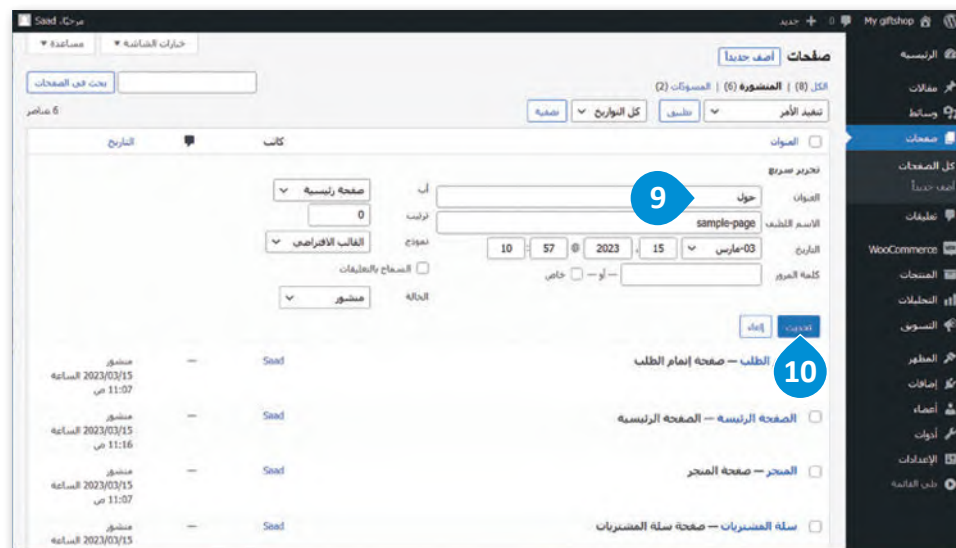 My giftshop 0 + جديد مرحبًا، Saad
خيارات الشاشة ▼ مساعدة ▼
صفحات أضف جديداً
الكل (8) | المنشورة (6) | المسودّات (2)
بحث في الصفحات
تنفيذ الأمر تطبيق كل التواريخ تصفية 6 عناصر
العنوان كاتب التاريخ
تحرير سريع
العنوان حول
9
الاسم اللطيف sample-page
التاريخ 03-مارس 15 ، 2023 @ 57 : 10
كلمة المرور – أو – خاص
أب صفحة رئيسية
ترتيب 0
نموذج القالب الافتراضي
السماح بالتعليقات
الحالة منشور
تحديث إلغاء
10
الطلب — صفحة إتمام الطلب Saad — منشور
2023/03/15 الساعة
11:07 ص
الصفحة الرئيسة — الصفحة الرئيسية Saad — منشور
2023/03/15 الساعة
11:16 ص
المتجر — صفحة المتجر Saad — منشور
2023/03/15 الساعة
11:07 ص
سلة المشتريات — صفحة سلة المشتريات Saad — منشور
2023/03/15 الساعة
الرئيسية
مقالات
وسائط
صفحات
كل الصفحات
أضف جديداً
تعليقات
WooCommerce
المنتجات
التحليلات
التسويق
المظهر
إضافات
أعضاء
أدوات
الإعدادات
طي القائمة